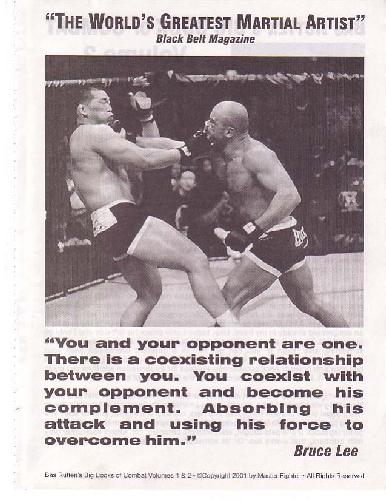 "THE WORLD'S GREATEST MARTIAL ARTIST"
Black Belt Magazine
"You and your opponent are one.
There is a coexisting relationship
between you. You coexist with
your opponent and become his
complement. Absorbing his
attack and using his force to
overcome him."
Bruce Lee
Bas Rutten's Big Books of Combat Volumes 1 & 2 - ©Copyright 2001 by Master Fighter - All Rights Reserved